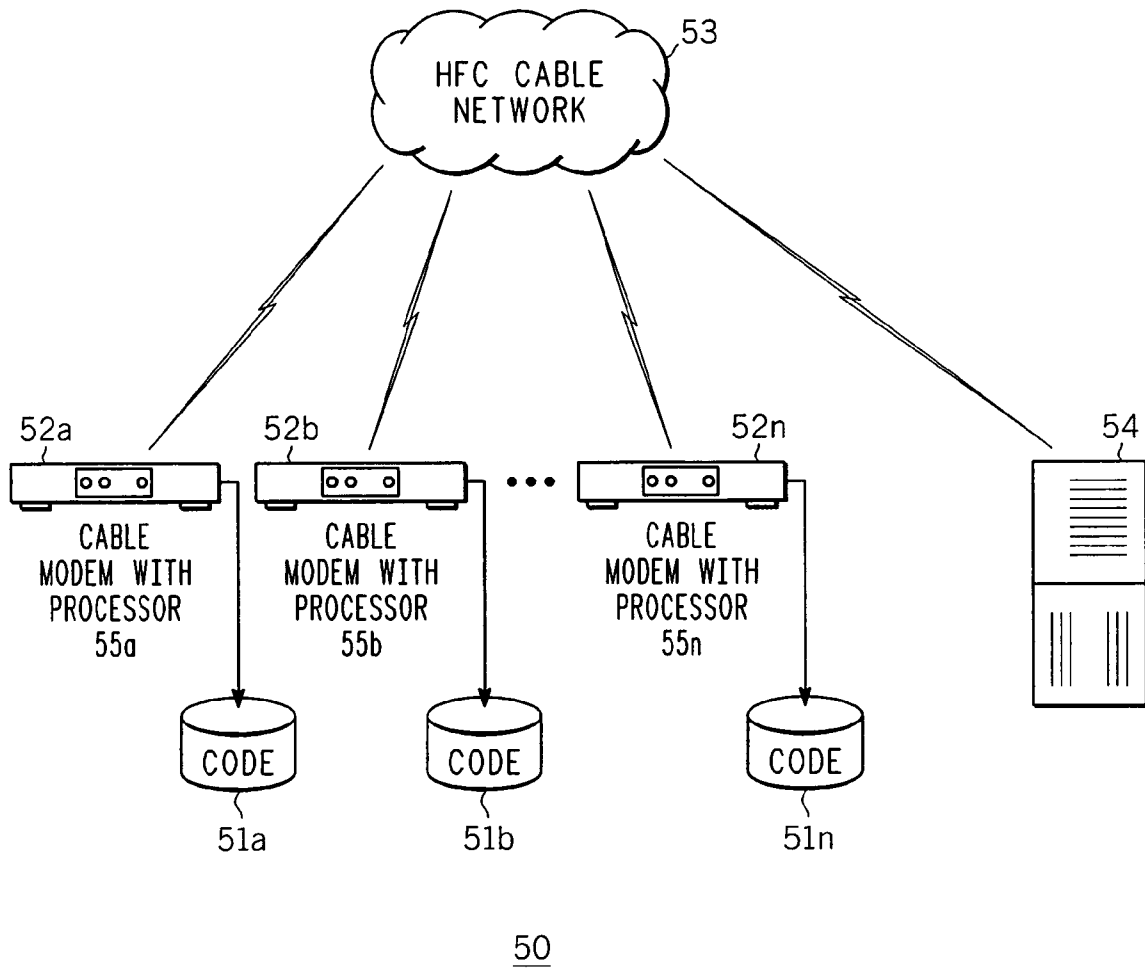 53
HFC CABLE
NETWORK
52a
52b
52n
54
CABLE
MODEM WITH
PROCESSOR
55a
CABLE
MODEM WITH
PROCESSOR
55b
CABLE
MODEM WITH
PROCESSOR
55n
CODE
CODE
CODE
51a
51b
51n
50